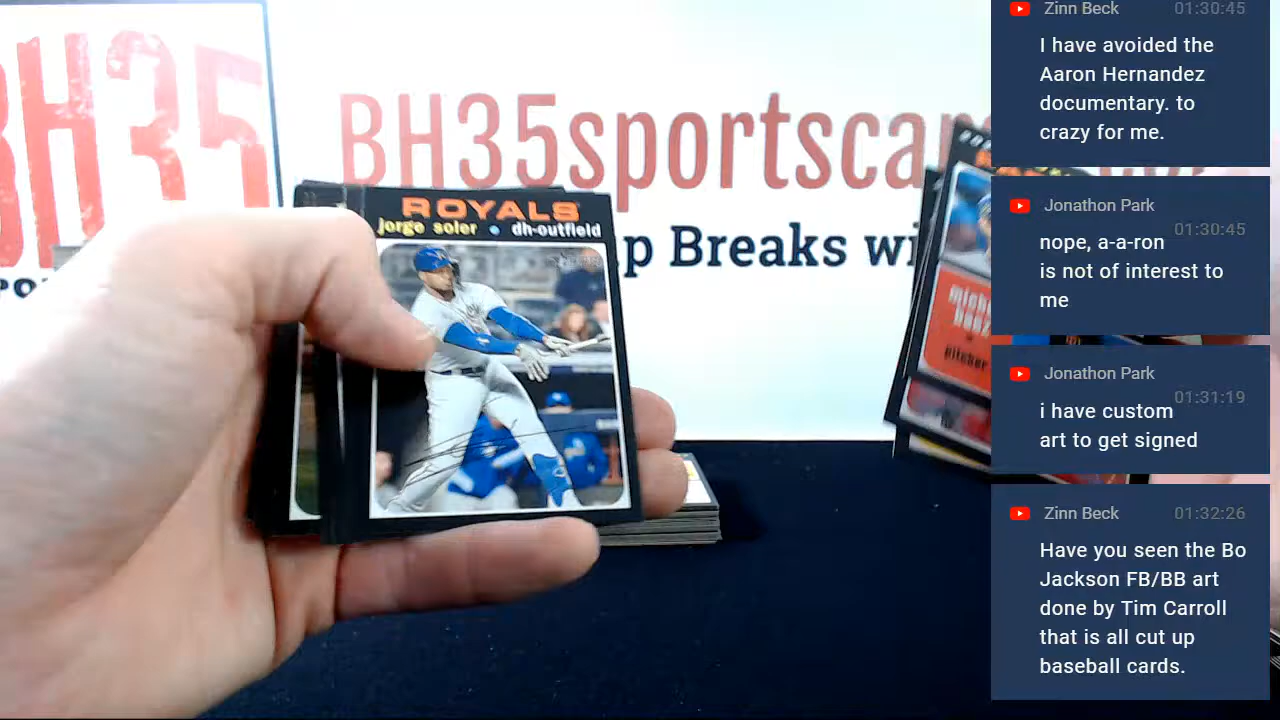 BH35
BH35sportscar
p Breaks wi
ROYALS
jorge soler • dh-outfield
pitcher
Zinn Beck 01:30:45
I have avoided the
Aaron Hernandez
documentary. to
crazy for me.
Jonathon Park 01:30:45
nope, a-a-ron
is not of interest to
me
Jonathon Park 01:31:19
i have custom
art to get signed
Zinn Beck 01:32:26
Have you seen the Bo
Jackson FB/BB art
done by Tim Carroll
that is all cut up
baseball cards.